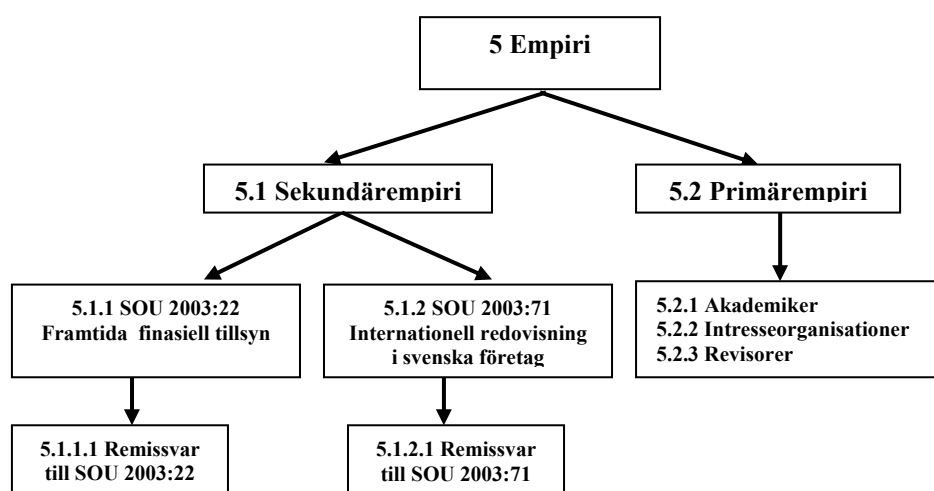 5 Empiri
5.1 Sekundärempiri
5.2 Primärempiri
5.1.1 SOU 2003:22
Framtida finasiell tillsyn
5.1.2 SOU 2003:71
Internationell redovisning
i svenska företag
5.2.1 Akademiker
5.2.2 Intresseorganisationer
5.2.3 Revisorer
5.1.1.1 Remissvar
till SOU 2003:22
5.1.2.1 Remissvar
till SOU 2003:71